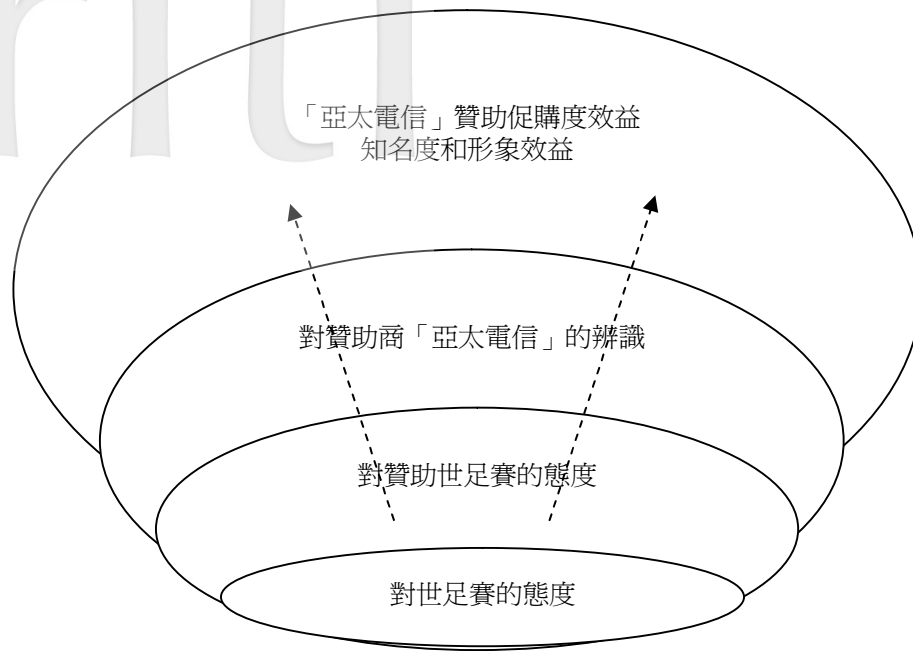 「亞太電信」贊助促購度效益
知名度和形象效益
對贊助商「亞太電信」的辨識
對贊助世足賽的態度
對世足賽的態度